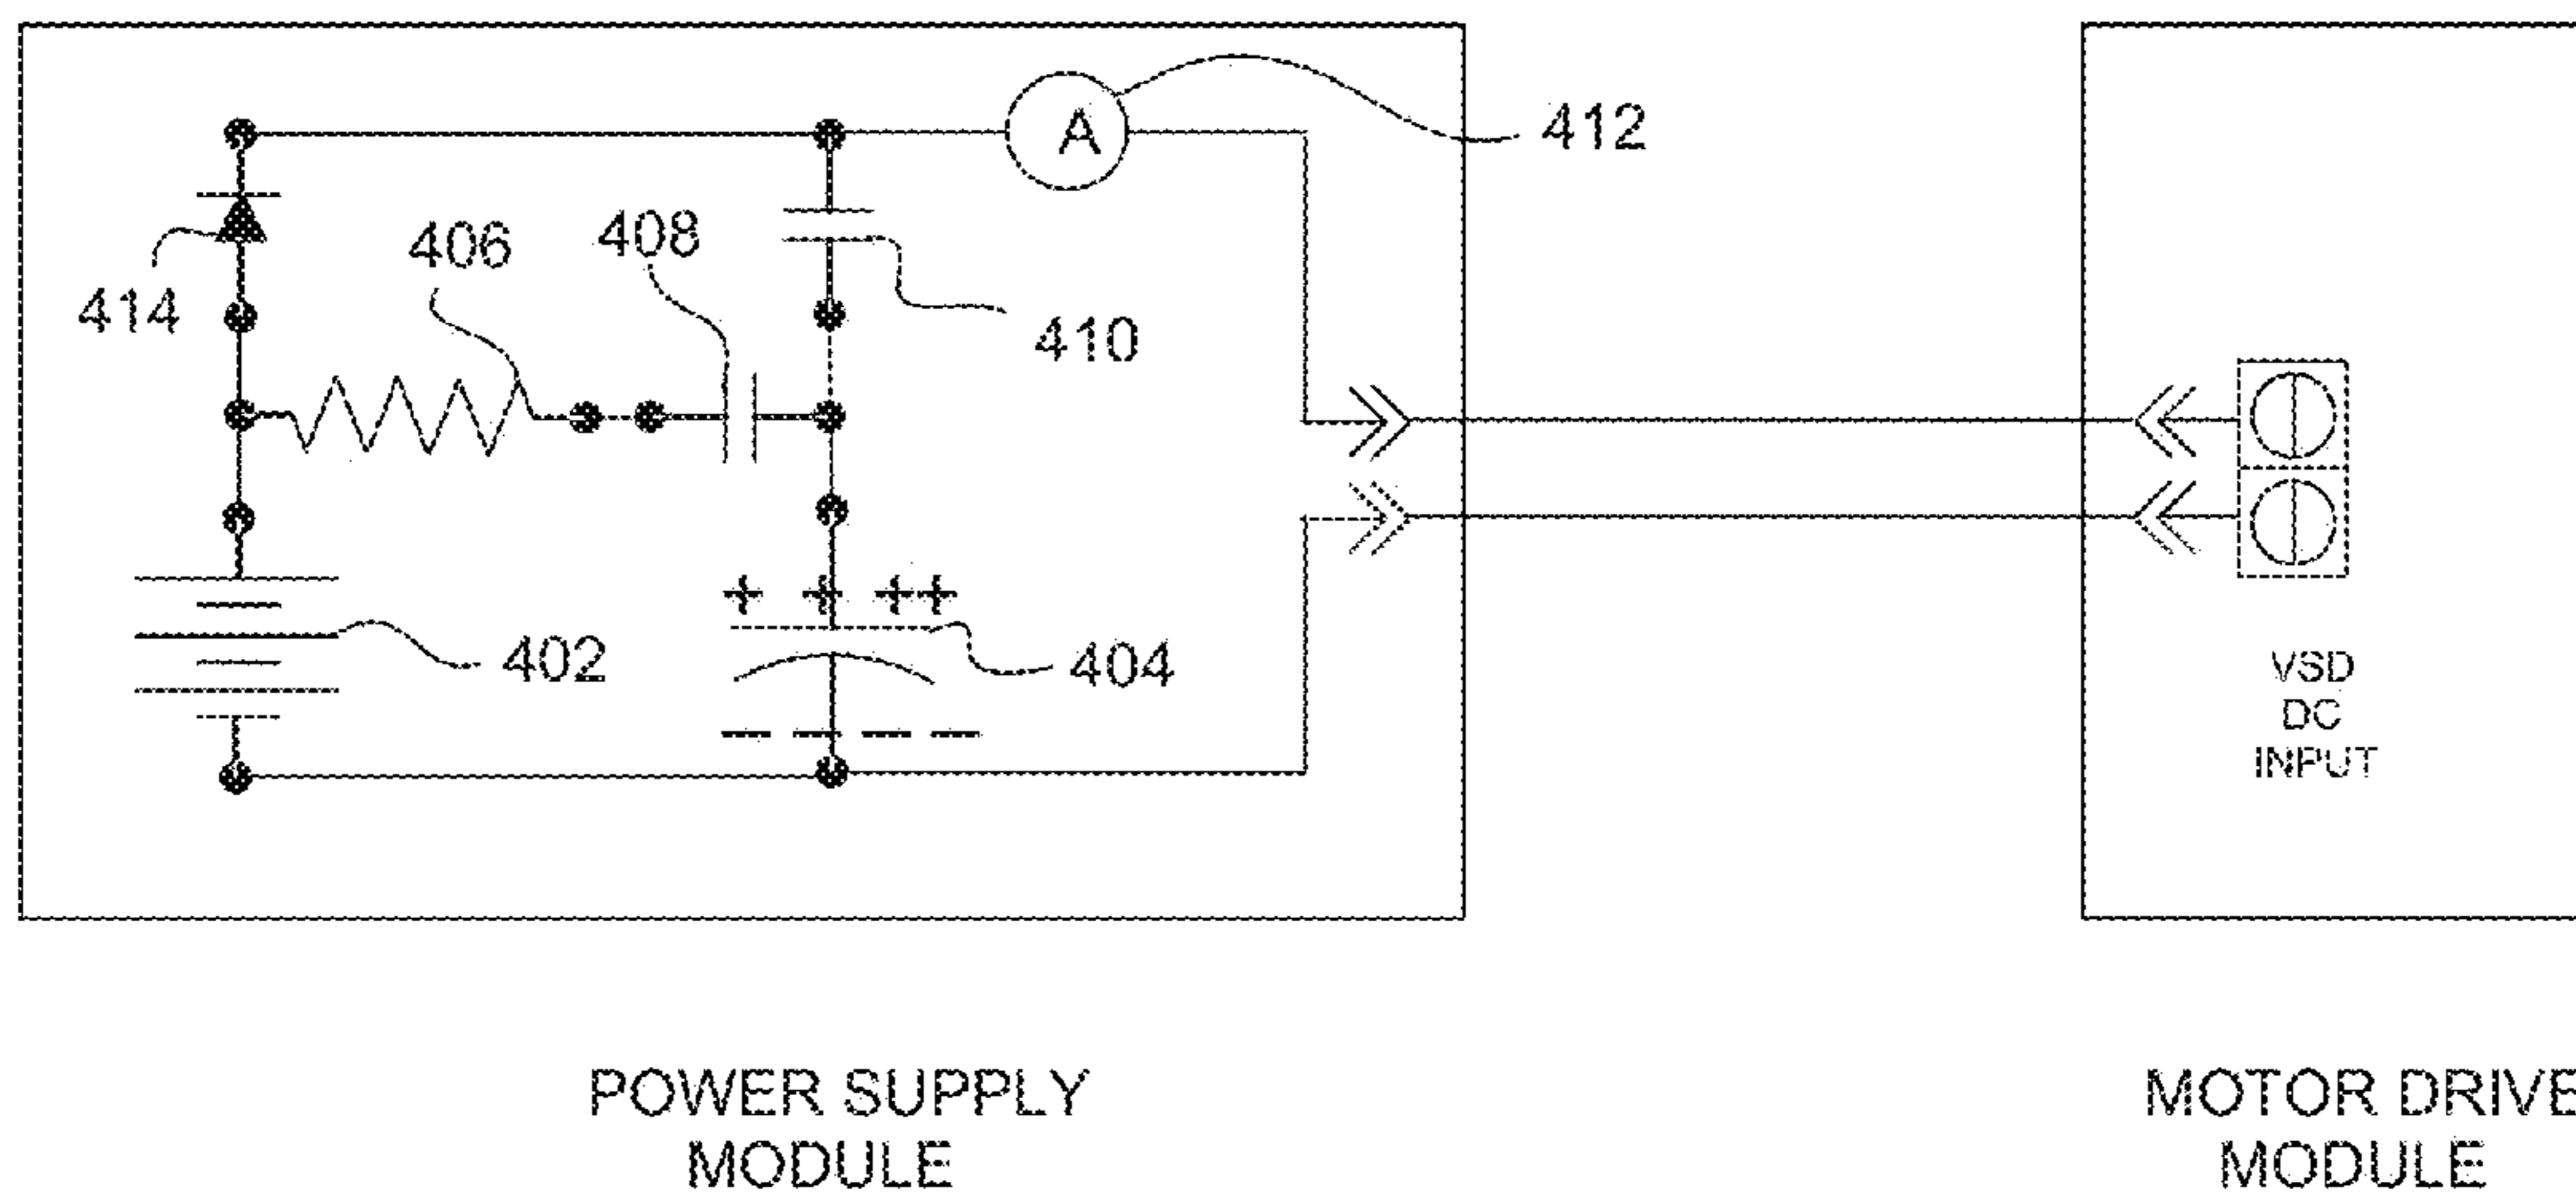 A
412
414
406
408
410
402
404
VSD
DC
INPUT
POWER SUPPLY
MODULE
MOTOR DRIVE
MODULE